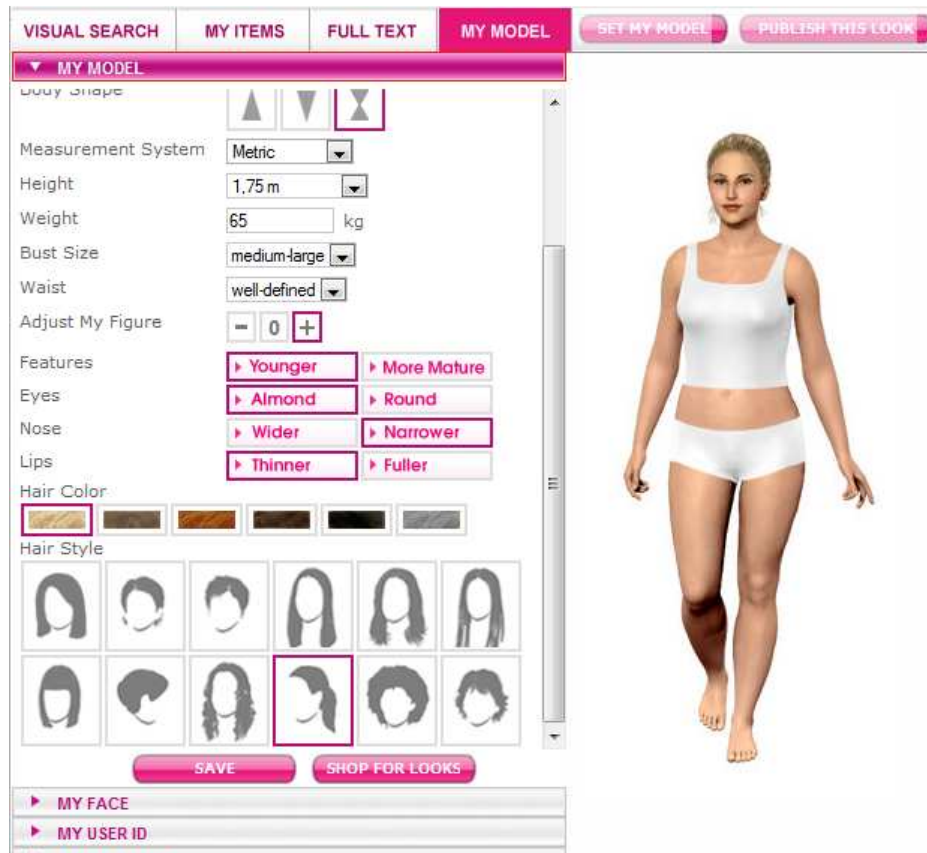 VISUAL SEARCH MY ITEMS FULL TEXT MY MODEL SET MY MODEL PUBLISH THIS LOOK
MY MODEL
Body Shape
Measurement System Metric
Height 1,75 m
Weight 65 kg
Bust Size medium-large
Waist well-defined
Adjust My Figure - 0 +
Features Younger More Mature
Eyes Almond Round
Nose Wider Narrower
Lips Thinner Fuller
Hair Color
Hair Style
SAVE SHOP FOR LOOKS
MY FACE
MY USER ID